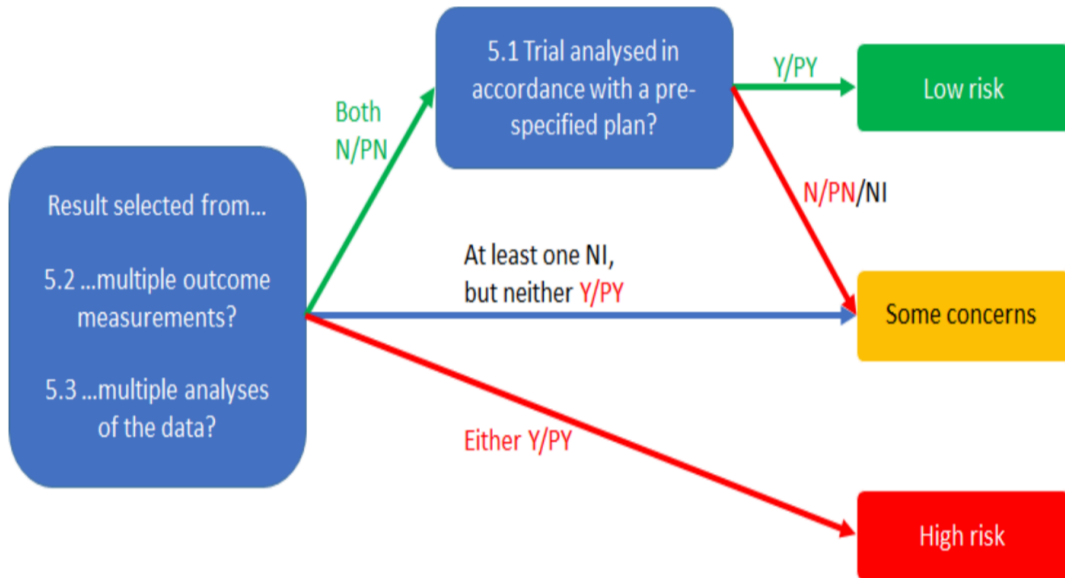 Result selected from...
5.2 ...multiple outcome
measurements?
5.3 ...multiple analyses
of the data?
Both
N/PN
5.1 Trial analysed in
accordance with a pre-
specified plan?
Y/PY
Low risk
N/PN/NI
At least one NI,
but neither Y/PY
Some concerns
Either Y/PY
High risk